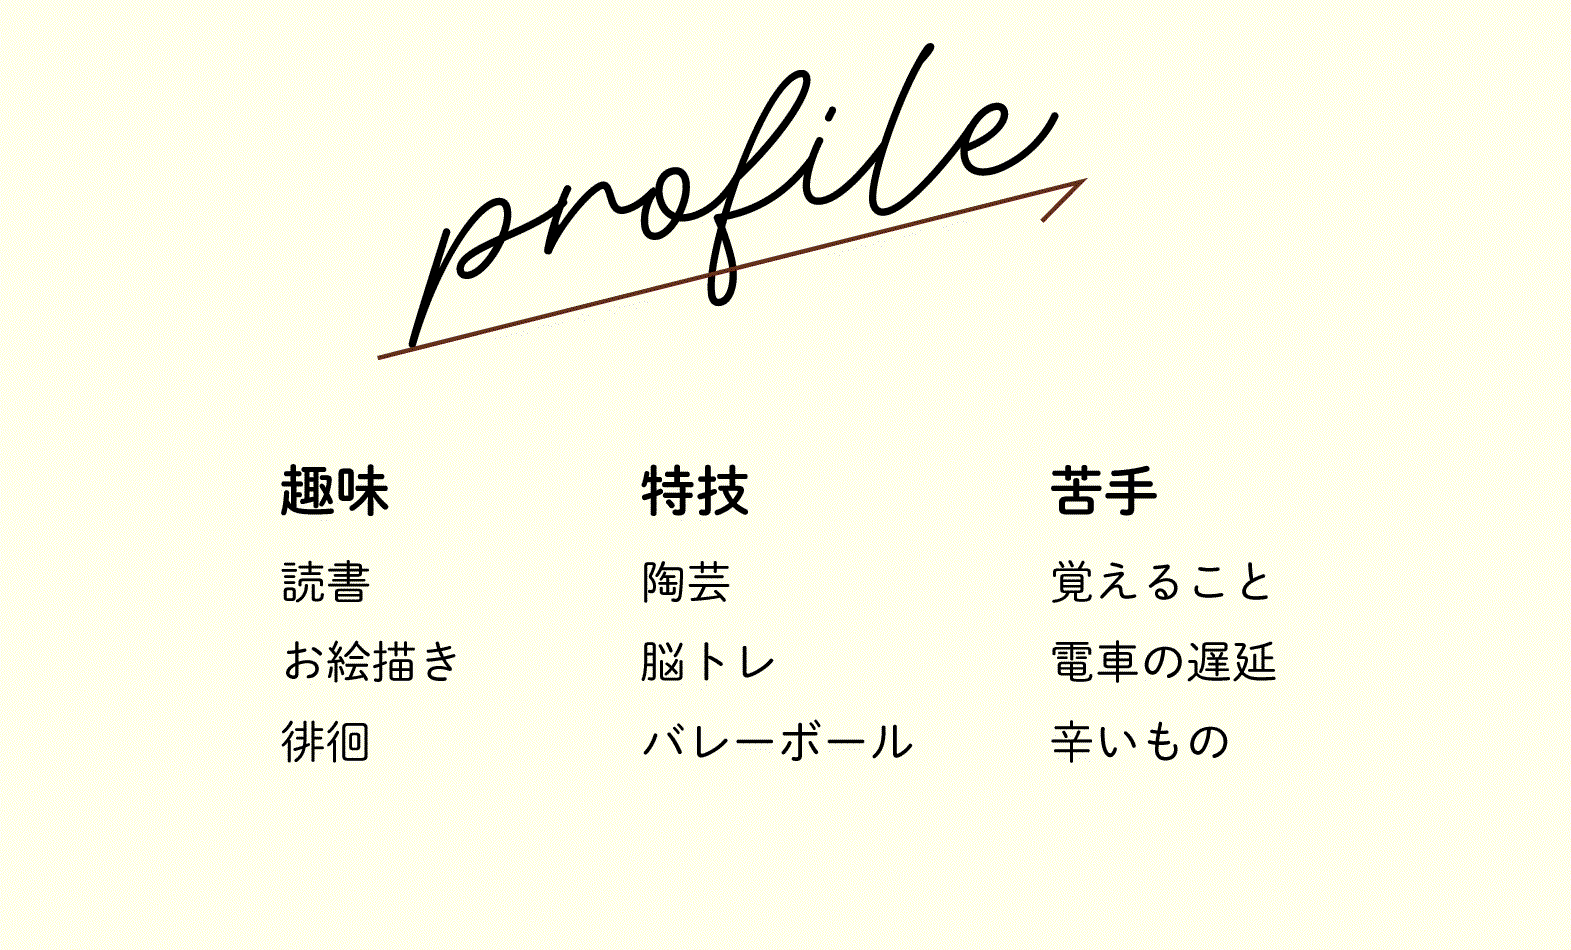 profile
趣味
読書
お絵描き
徘徊
特技
陶芸
脳トレ
バレーボール
苦手
覚えること
電車の遅延
辛いもの